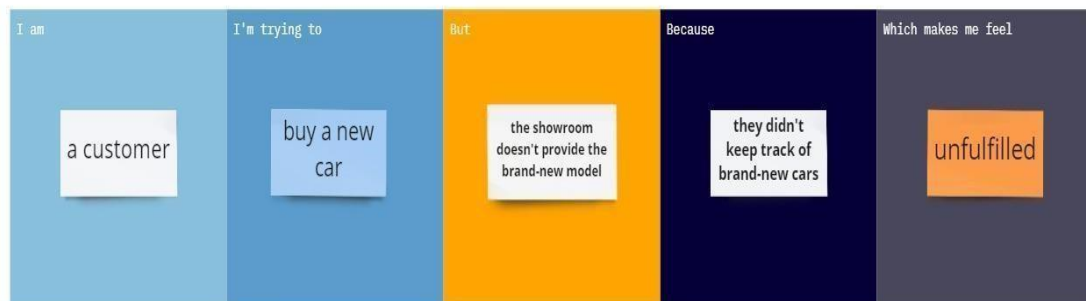 I am
a customer
I'm trying to
buy a new
car
But
the showroom
doesn't provide the
brand-new model
Because
they didn't
keep track of
brand-new cars
Which makes me feel
unfulfilled